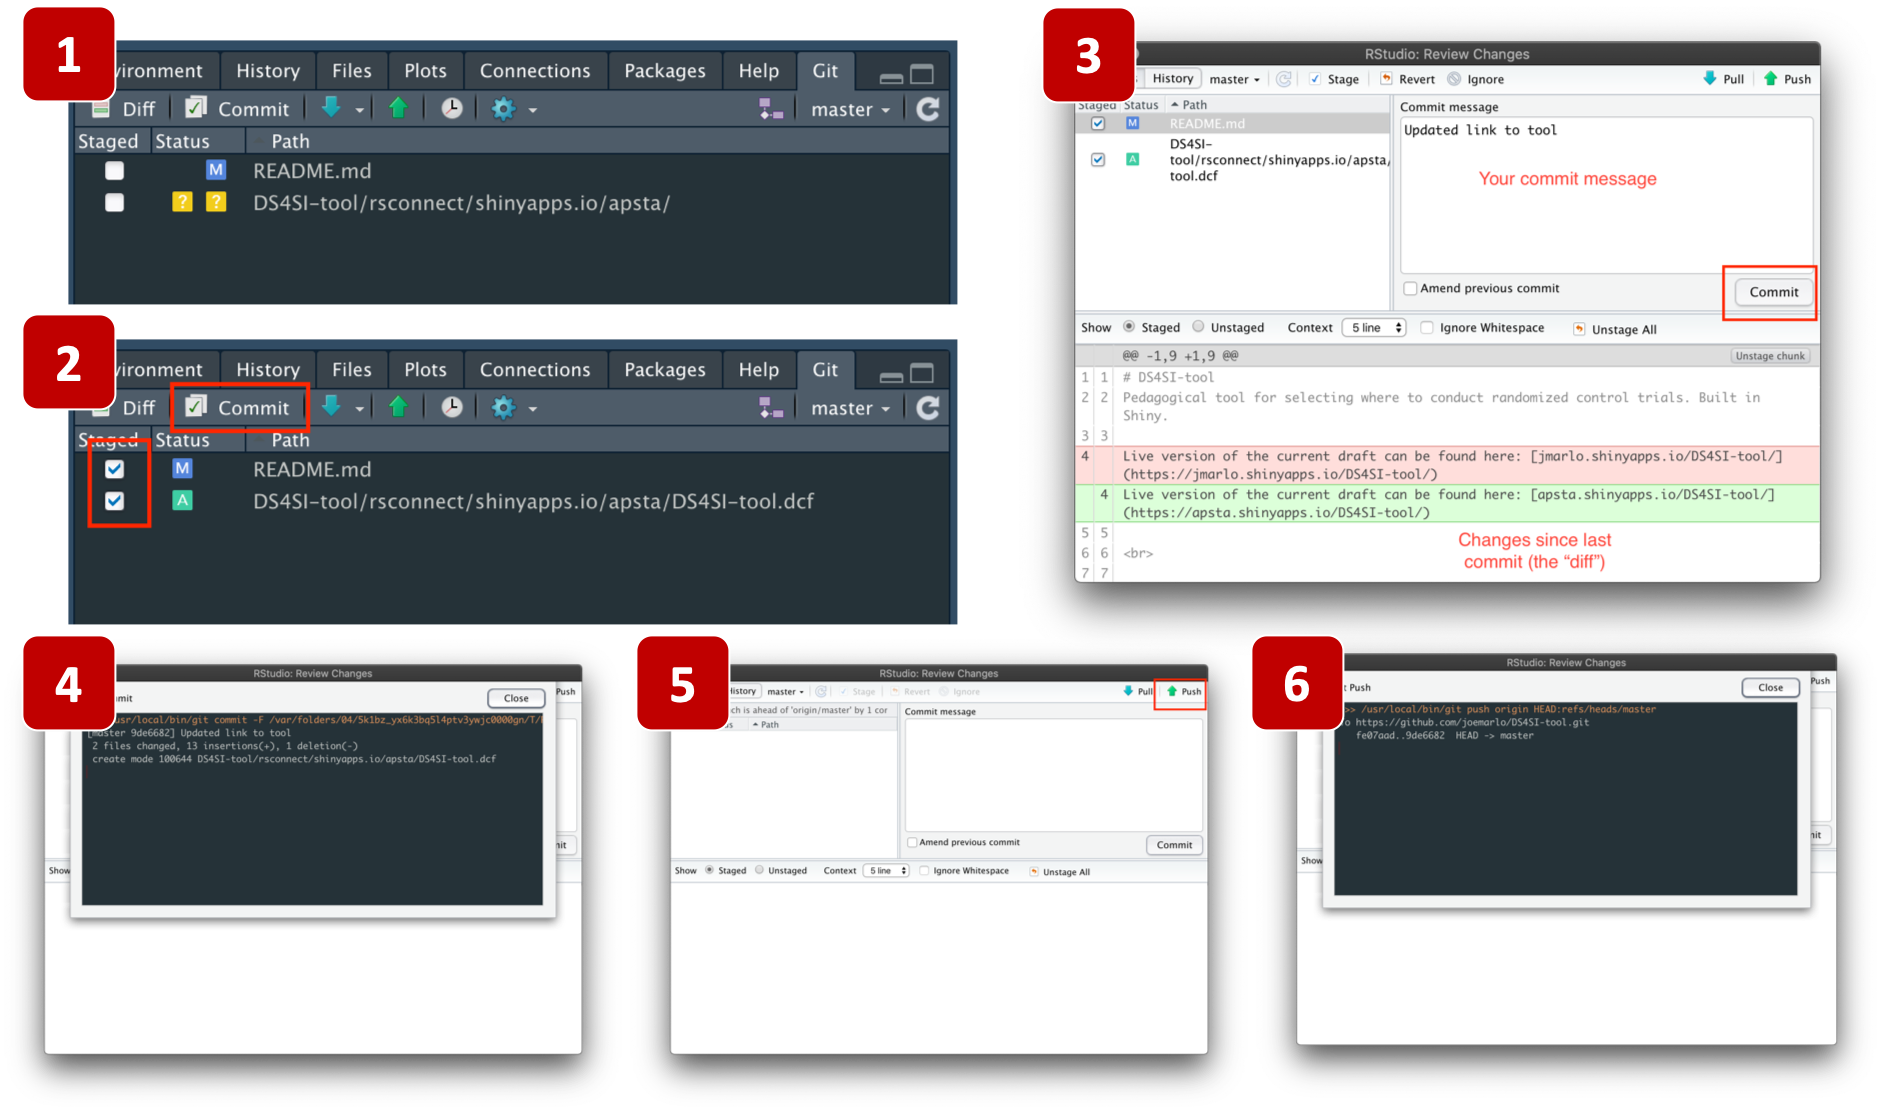 1
vironment History Files Plots Connections Packages Help Git
Diff Commit master
Staged Status Path
M README.md
? ? DS4SI-tool/rsconnect/shinyapps.io/apsta/
2
vironment History Files Plots Connections Packages Help Git
Diff Commit master
Staged Status Path
M README.md
A DS4SI-tool/rsconnect/shinyapps.io/apsta/DS4SI-tool.dcf
3
RStudio: Review Changes
History master Stage Revert Ignore Pull Push
Staged Status Path
M README.md
DS4SI-
A tool/rsconnect/shinyapps.io/apsta/
tool.dcf
Commit message
Updated link to tool
Your commit message
Amend previous commit
Commit
Show Staged Unstaged Context 5 line Ignore Whitespace Unstage All
@@ -1,9 +1,9 @@ Unstage chunk
1 1 # DS4SI-tool
2 2 Pedagogical tool for selecting where to conduct randomized control trials. Built in
Shiny.
3 3
4 Live version of the current draft can be found here: [jmarlo.shinyapps.io/DS4SI-tool/]
(https://jmarlo.shinyapps.io/DS4SI-tool/)
4 Live version of the current draft can be found here: [apsta.shinyapps.io/DS4SI-tool/]
(https://apsta.shinyapps.io/DS4SI-tool/)
5 5
6 6 <br>
7 7
Changes since last
commit (the “diff”)
4
RStudio: Review Changes
mit Close Push
usr/local/bin/git commit -F /var/folders/04/5k1bz_yx6k3bq5l4ptv3ywjc0000gn/T/
[master 9de6682] Updated link to tool
2 files changed, 13 insertions(+), 1 deletion(-)
create mode 100644 DS4SI-tool/rsconnect/shinyapps.io/apsta/DS4SI-tool.dcf
nit
Show
5
RStudio: Review Changes
History master Stage Revert Ignore Pull Push
ch is ahead of 'origin/master' by 1 cor
us Path
Commit message
Amend previous commit Commit
Show Staged Unstaged Context 5 line Ignore Whitespace Unstage All
6
RStudio: Review Changes
t Push Close Push
>> /usr/local/bin/git push origin HEAD:refs/heads/master
o https://github.com/joemarlo/DS4SI-tool.git
fe07aad..9de6682 HEAD -> master
nit
Show